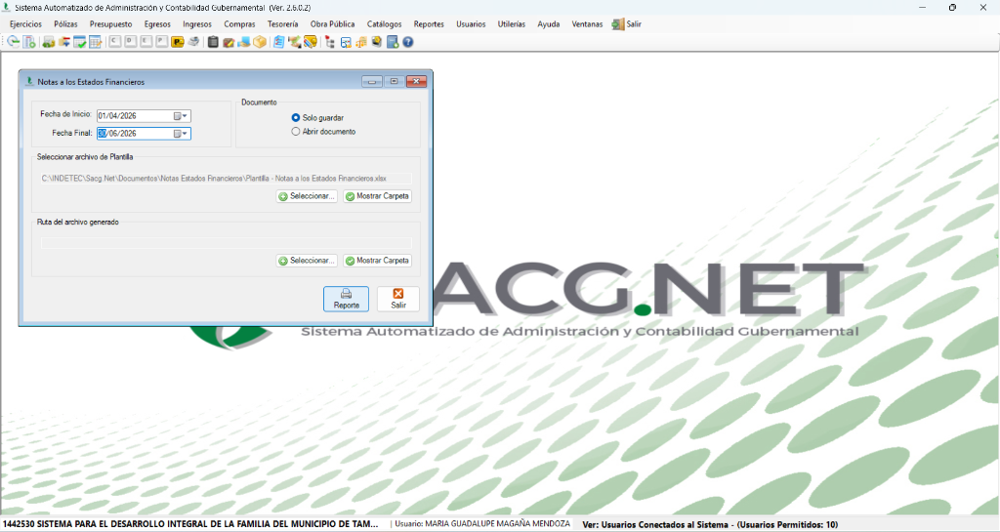 Sistema Automatizado de Administración y Contabilidad Gubernamental (Ver. 2.6.0.2)
Ejercicios Pólizas Presupuesto Egresos Ingresos Compras Tesorería Obra Pública Catálogos Reportes Usuarios Utilerías Ayuda Ventanas Salir
Notas a los Estados Financieros
Fecha de Inicio: 01/04/2026
Fecha Final: 30/06/2026
Documento
Solo guardar
Abrir documento
Seleccionar archivo de Plantilla
C:\INDETEC\Sacg.Net\Documentos\Notas Estados Financieros\Plantilla - Notas a los Estados Financieros.xlsx
Seleccionar... Mostrar Carpeta
Ruta del archivo generado
Seleccionar... Mostrar Carpeta
Reporte Salir
ACG.NET
Sistema Automatizado de Administración y Contabilidad Gubernamental
1442530 SISTEMA PARA EL DESARROLLO INTEGRAL DE LA FAMILIA DEL MUNICIPIO DE TAM... | Usuario: MARIA GUADALUPE MAGAÑA MENDOZA Ver: Usuarios Conectados al Sistema - (Usuarios Permitidos: 10)